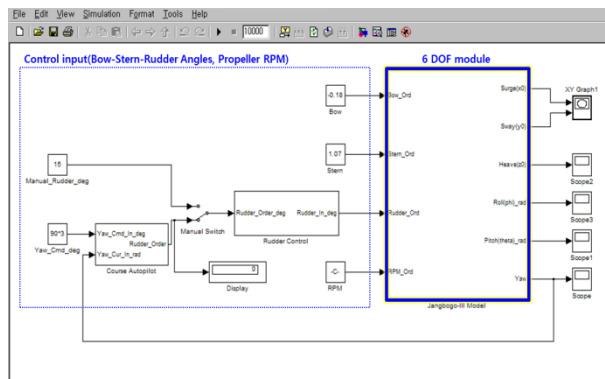 File Edit View Simulation Format Tools Help
10000
Control input(Bow-Stern-Rudder Angles, Propeller RPM)
6 DOF module
-0.18
Bow
Bow_Ord
Surge(x0)
XY Graph1
Sway(y0)
1.07
Stern
Stern_Ord
15
Manual_Rudder_deg
Heave(z0)
Scope2
Manual Switch
Rudder_Order_deg
Rudder_In_deg
Rudder Control
Rudder_Ord
Roll(phi)_rad
Scope3
90*3
Yaw_Cmd_deg
Yaw_Cmd_In_deg
Rudder_Order
Yaw_Cur_In_rad
Course Autopilot
Pitch(theta)_rad
Scope1
0
Display
-C-
RPM
RPM_Ord
Yaw
Scope
Jangbogo-III Model